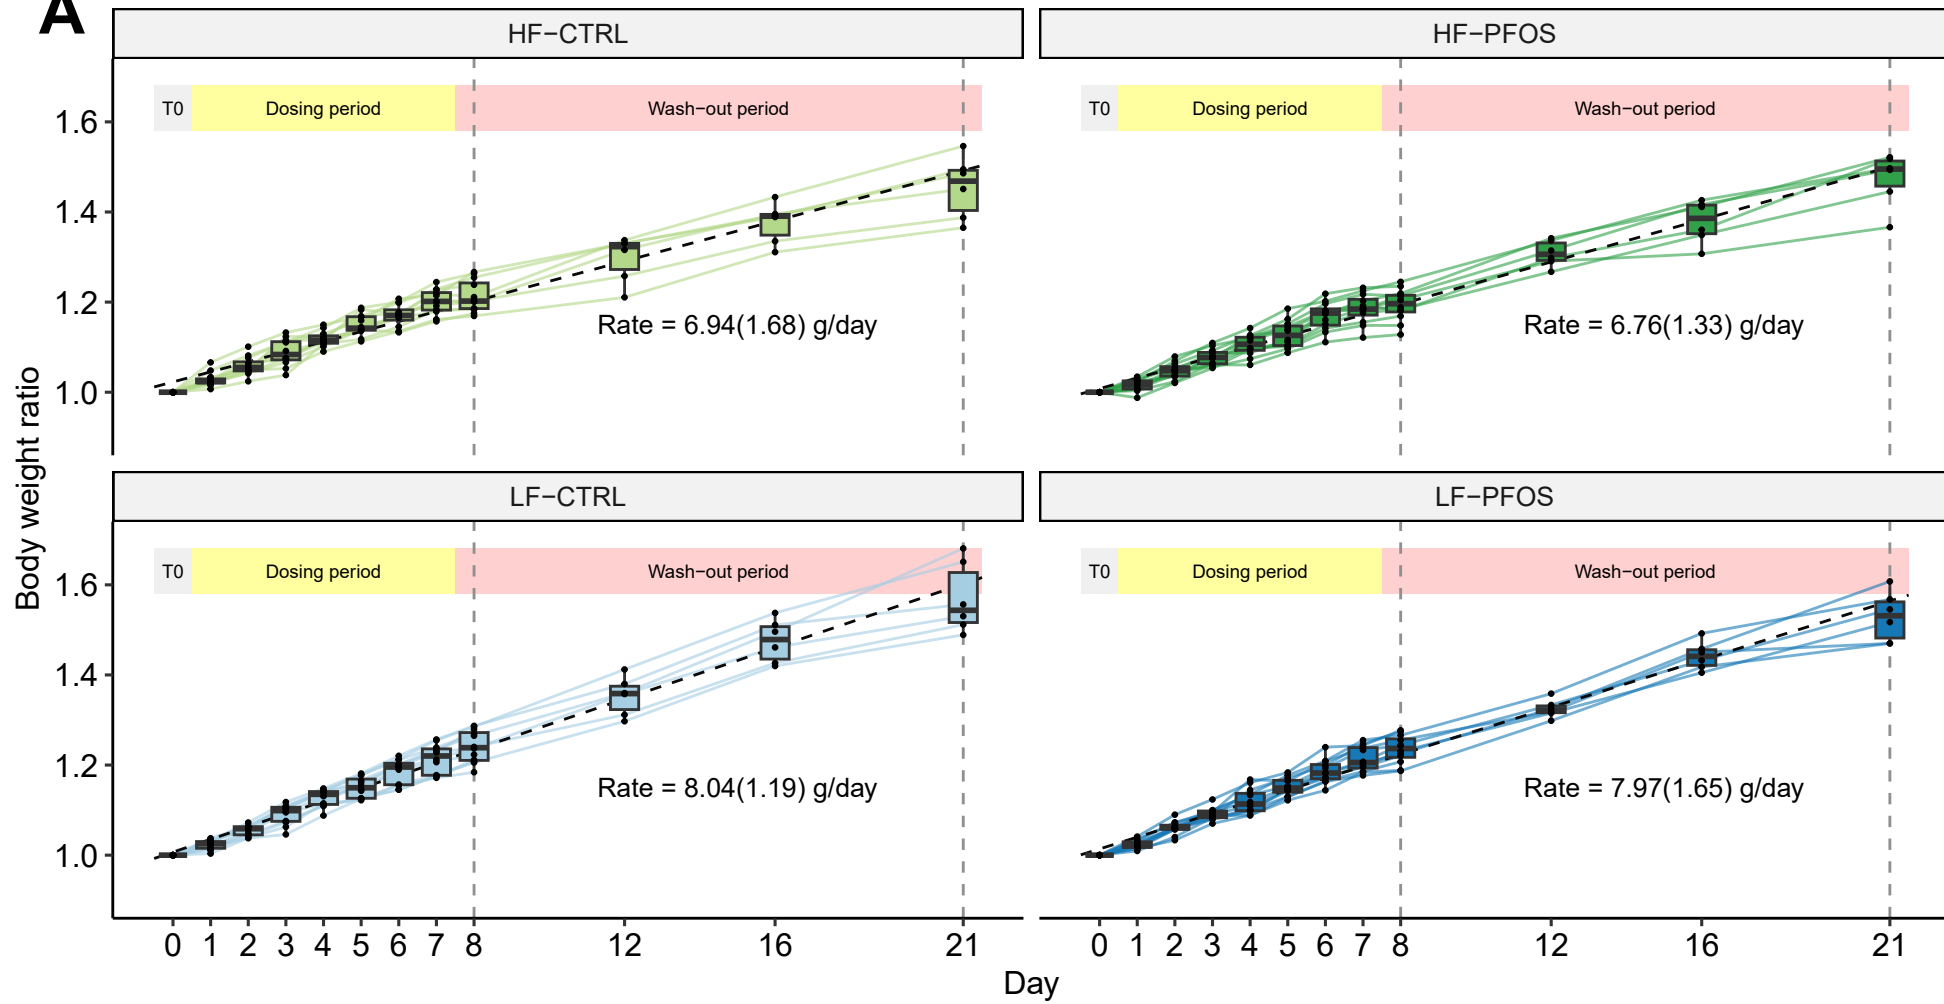 A
HF−CTRL
HF−PFOS
T0 Dosing period Wash−out period
T0 Dosing period Wash−out period
1.6
1.4
1.2
1.0
Rate = 6.94(1.68) g/day
Rate = 6.76(1.33) g/day
Body weight ratio
LF−CTRL
LF−PFOS
T0 Dosing period Wash−out period
T0 Dosing period Wash−out period
1.6
1.4
1.2
1.0
Rate = 8.04(1.19) g/day
Rate = 7.97(1.65) g/day
0 1 2 3 4 5 6 7 8 12 16 21
0 1 2 3 4 5 6 7 8 12 16 21
Day